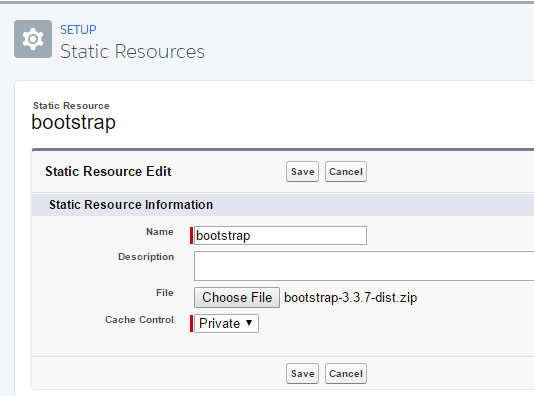 SETUP
Static Resources
Static Resource
bootstrap
Static Resource Edit Save Cancel
Static Resource Information
Name bootstrap
Description
File Choose File bootstrap-3.3.7-dist.zip
Cache Control Private
Save Cancel